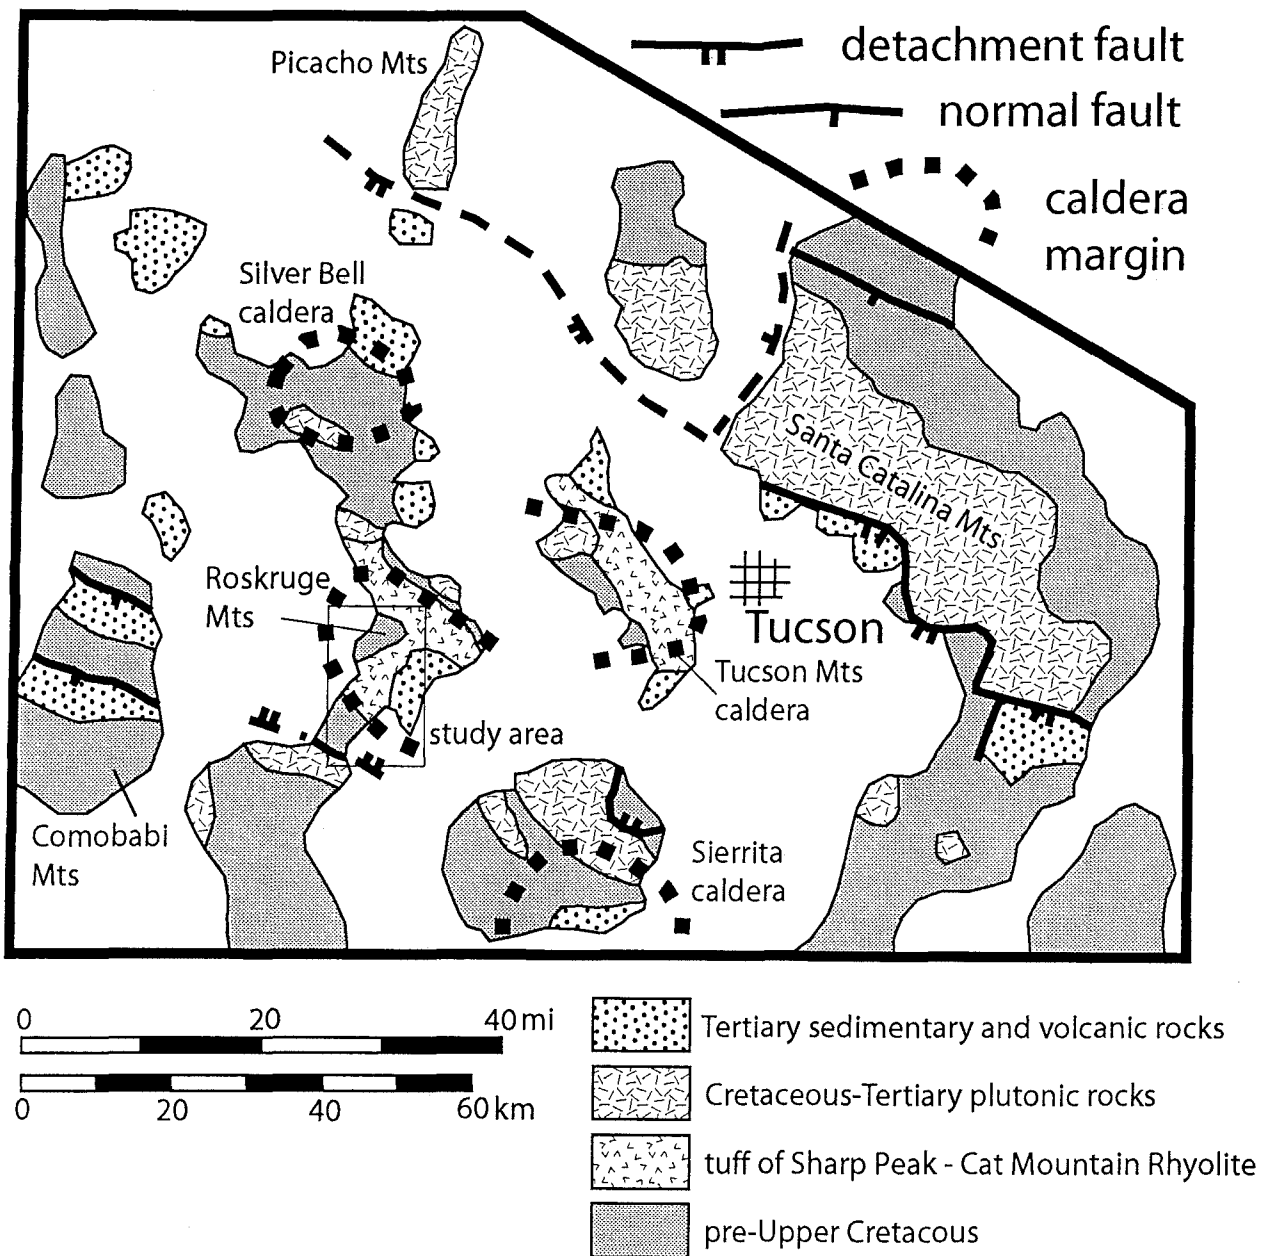 Picacho Mts
detachment fault
normal fault
caldera
margin
Silver Bell
caldera
Santa Catalina Mts
Roskruge
Mts
Tucson
Tucson Mts
caldera
study area
Comobabi
Mts
Sierrita
caldera
0 20 40 mi
0 20 40 60 km
Tertiary sedimentary and volcanic rocks
Cretaceous-Tertiary plutonic rocks
tuff of Sharp Peak - Cat Mountain Rhyolite
pre-Upper Cretacous